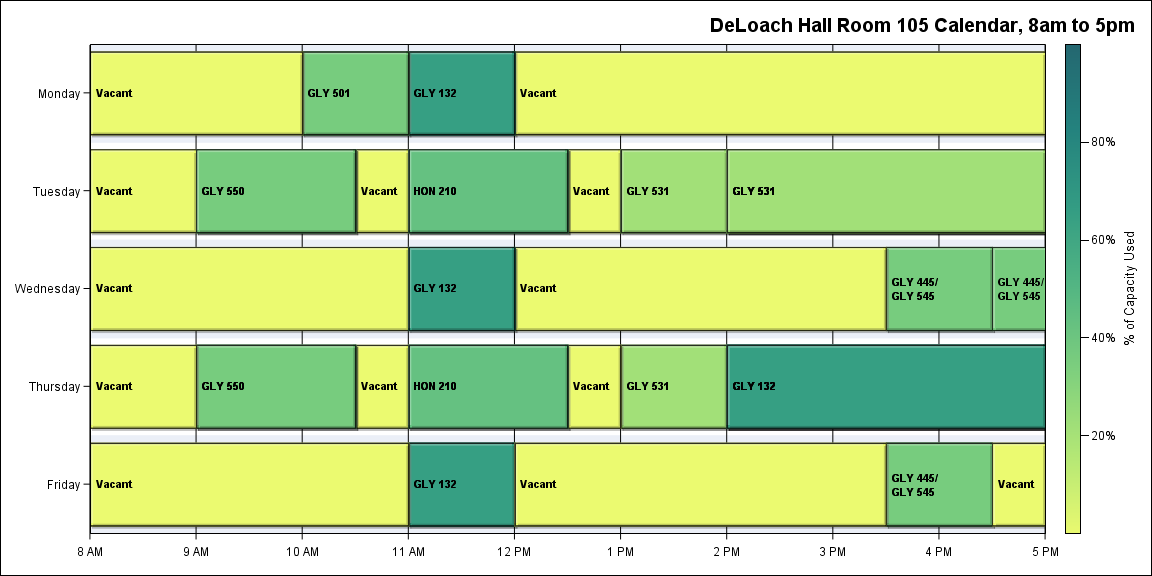 DeLoach Hall Room 105 Calendar, 8am to 5pm
Monday
Vacant
GLY 501
GLY 132
Vacant
Tuesday
Vacant
GLY 550
Vacant
HON 210
Vacant
GLY 531
GLY 531
Wednesday
Vacant
GLY 132
Vacant
GLY 445/
GLY 545
GLY 445/
GLY 545
Thursday
Vacant
GLY 550
Vacant
HON 210
Vacant
GLY 531
GLY 132
Friday
Vacant
GLY 132
Vacant
GLY 445/
GLY 545
Vacant
8 AM
9 AM
10 AM
11 AM
12 PM
1 PM
2 PM
3 PM
4 PM
5 PM
80%
60%
40%
20%
% of Capacity Used